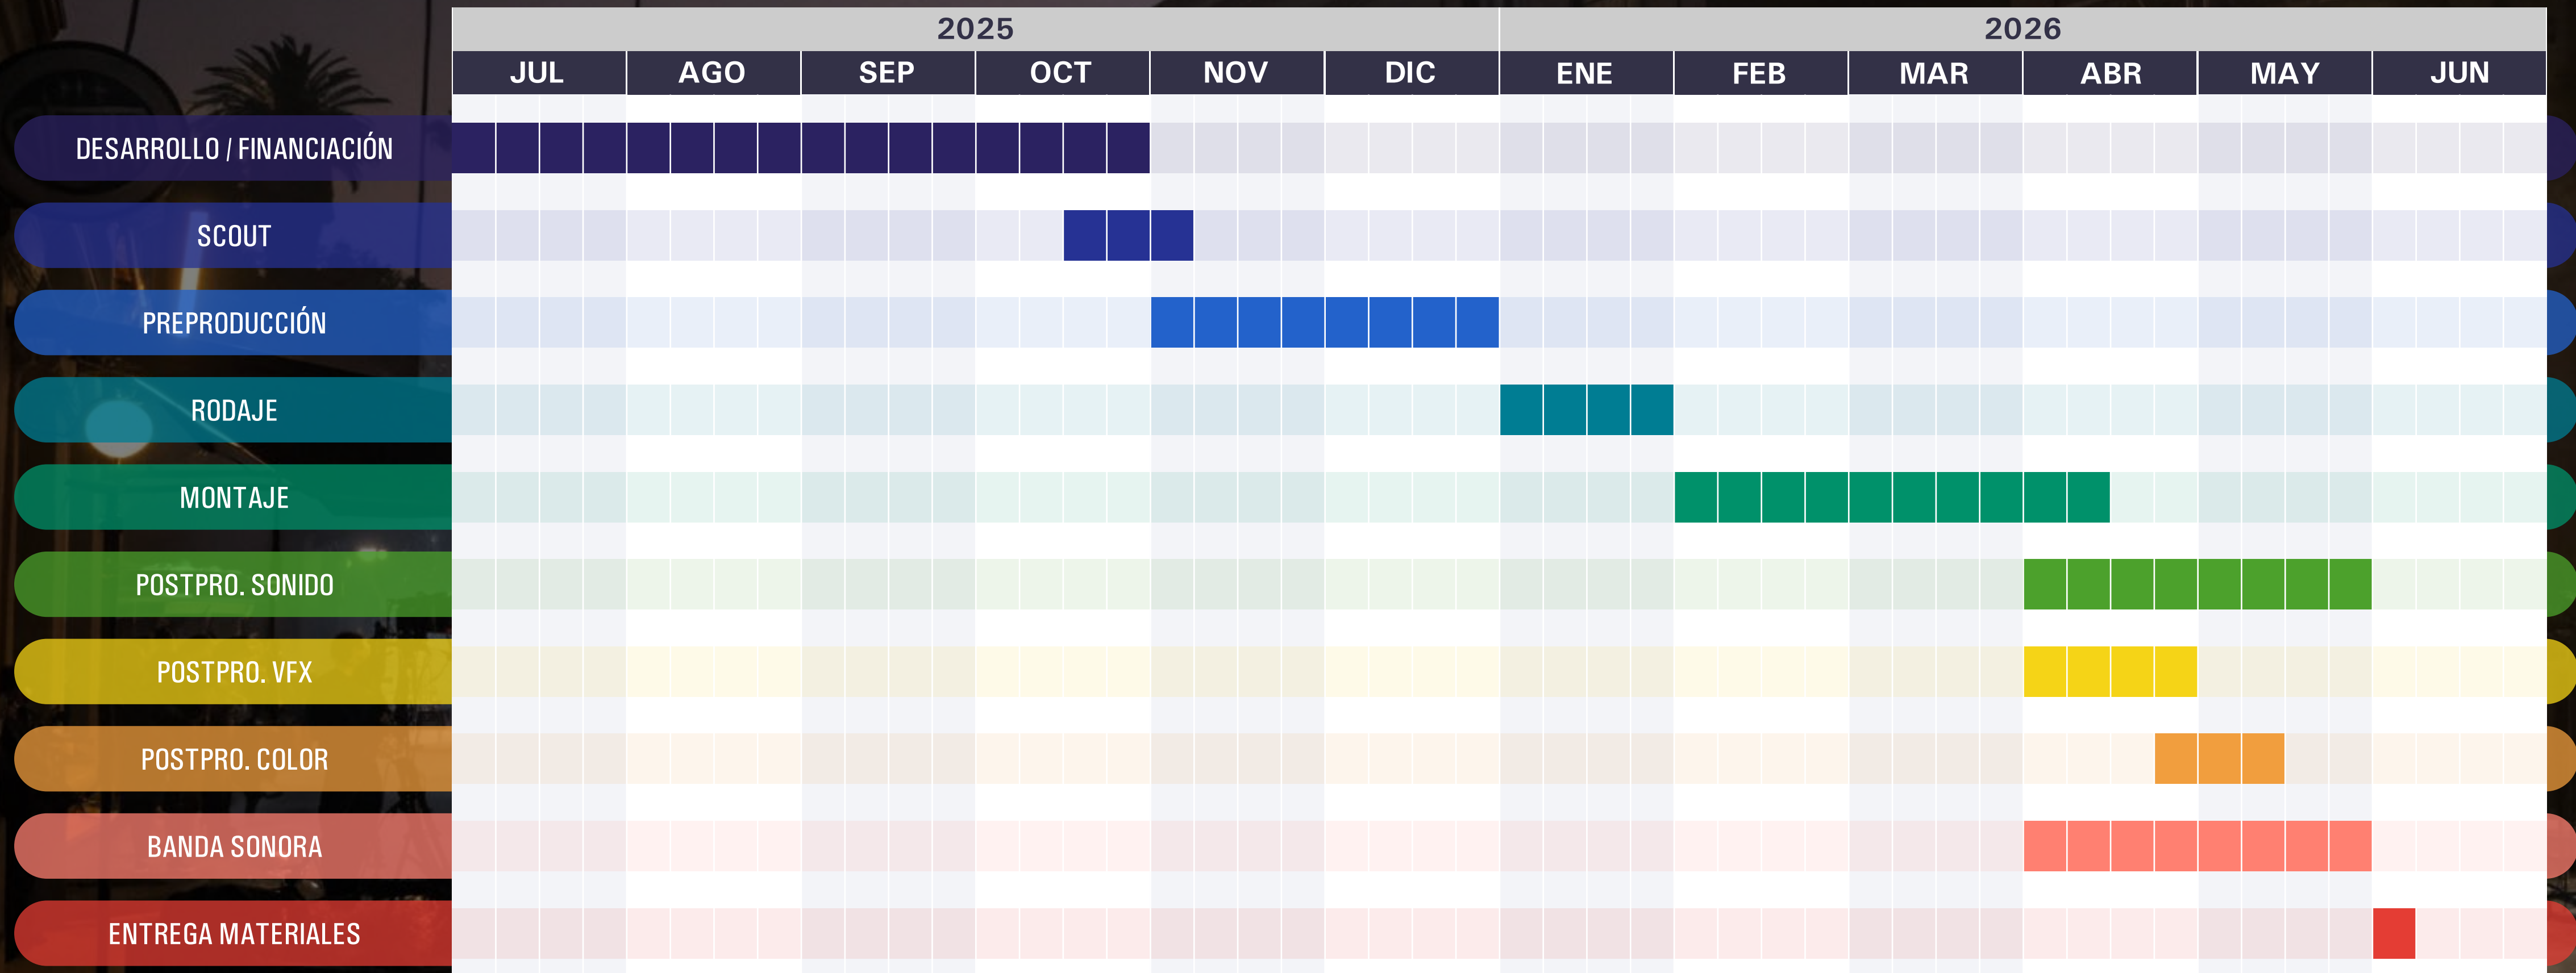 2025 2026
JUL AGO SEP OCT NOV DIC ENE FEB MAR ABR MAY JUN
DESARROLLO / FINANCIACIÓN
SCOUT
PREPRODUCCIÓN
RODAJE
MONTAJE
POSTPRO. SONIDO
POSTPRO. VFX
POSTPRO. COLOR
BANDA SONORA
ENTREGA MATERIALES